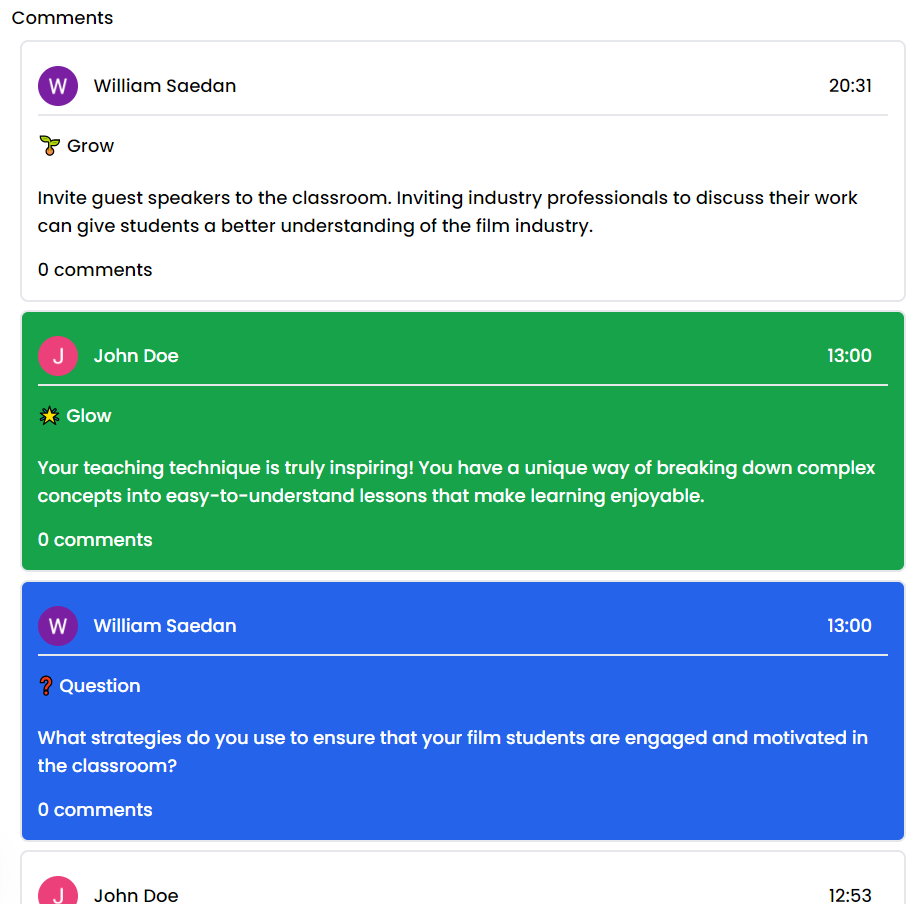 Comments
W William Saedan 20:31
🌱 Grow
Invite guest speakers to the classroom. Inviting industry professionals to discuss their work
can give students a better understanding of the film industry.
0 comments
J John Doe 13:00
🌟 Glow
Your teaching technique is truly inspiring! You have a unique way of breaking down complex
concepts into easy-to-understand lessons that make learning enjoyable.
0 comments
W William Saedan 13:00
❓ Question
What strategies do you use to ensure that your film students are engaged and motivated in
the classroom?
0 comments
J John Doe 12:53